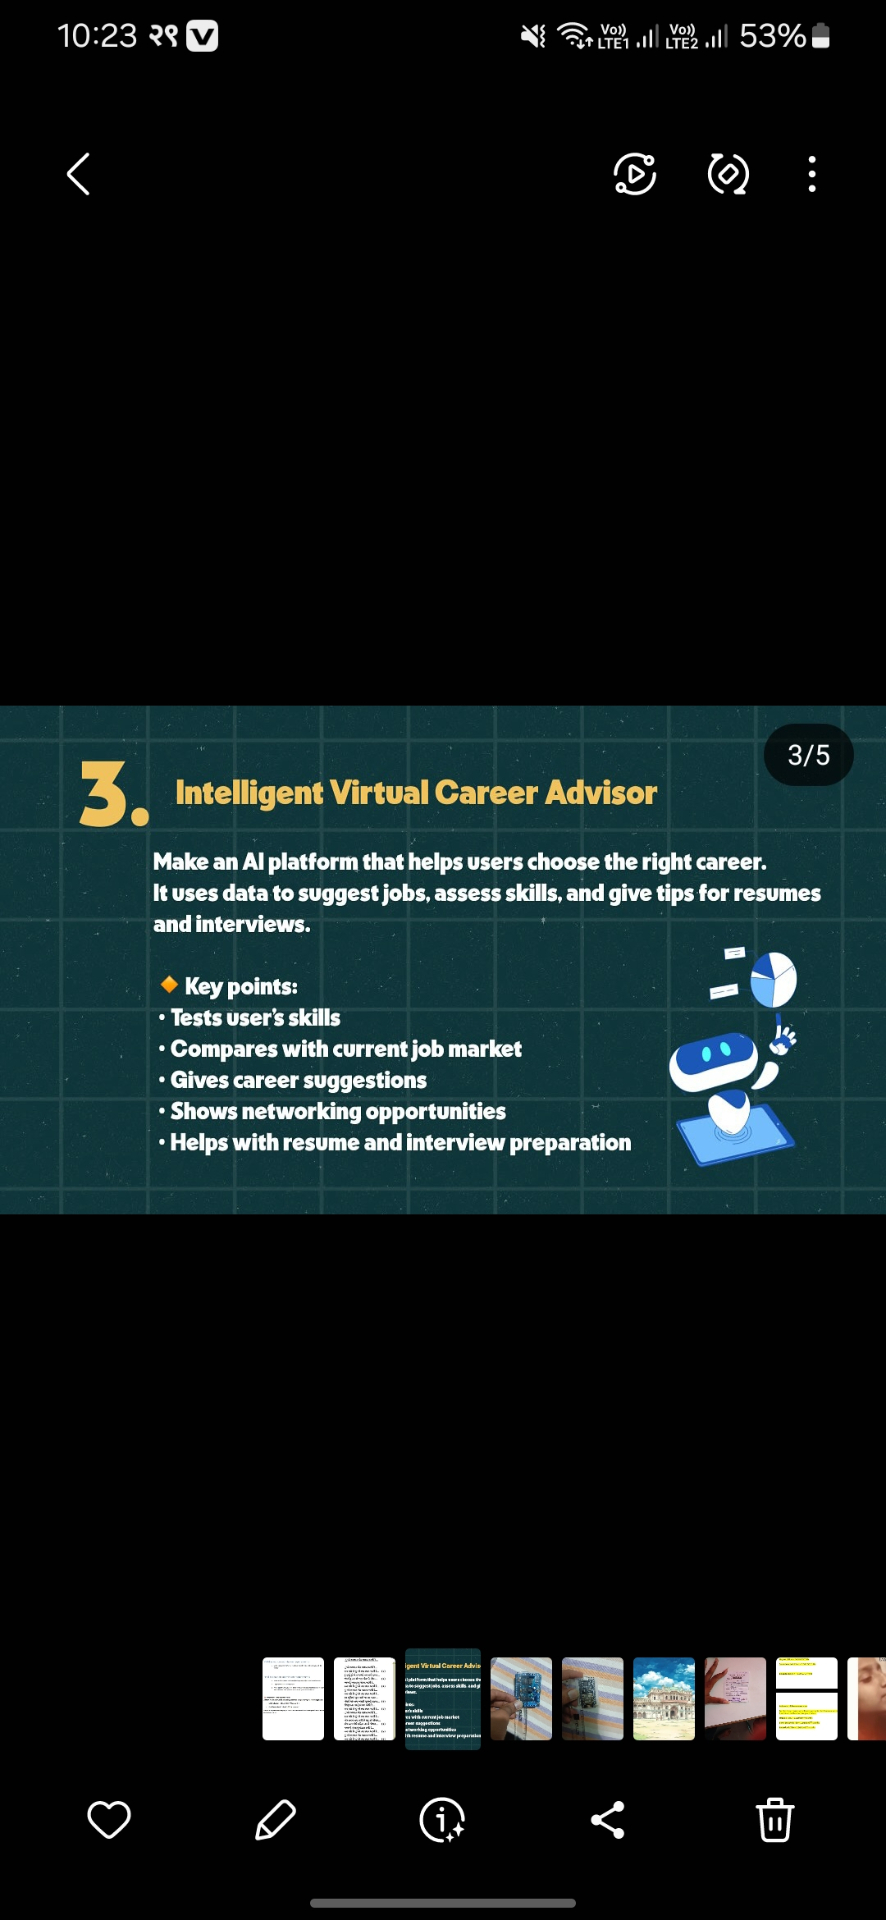 10:23 २९ V
Vo)) LTE1 Vo)) LTE2 53%
3/5
3. Intelligent Virtual Career Advisor
Make an AI platform that helps users choose the right career.
It uses data to suggest jobs, assess skills, and give tips for resumes
and interviews.
🔶 Key points:
• Tests user's skills
• Compares with current job market
• Gives career suggestions
• Shows networking opportunities
• Helps with resume and interview preparation